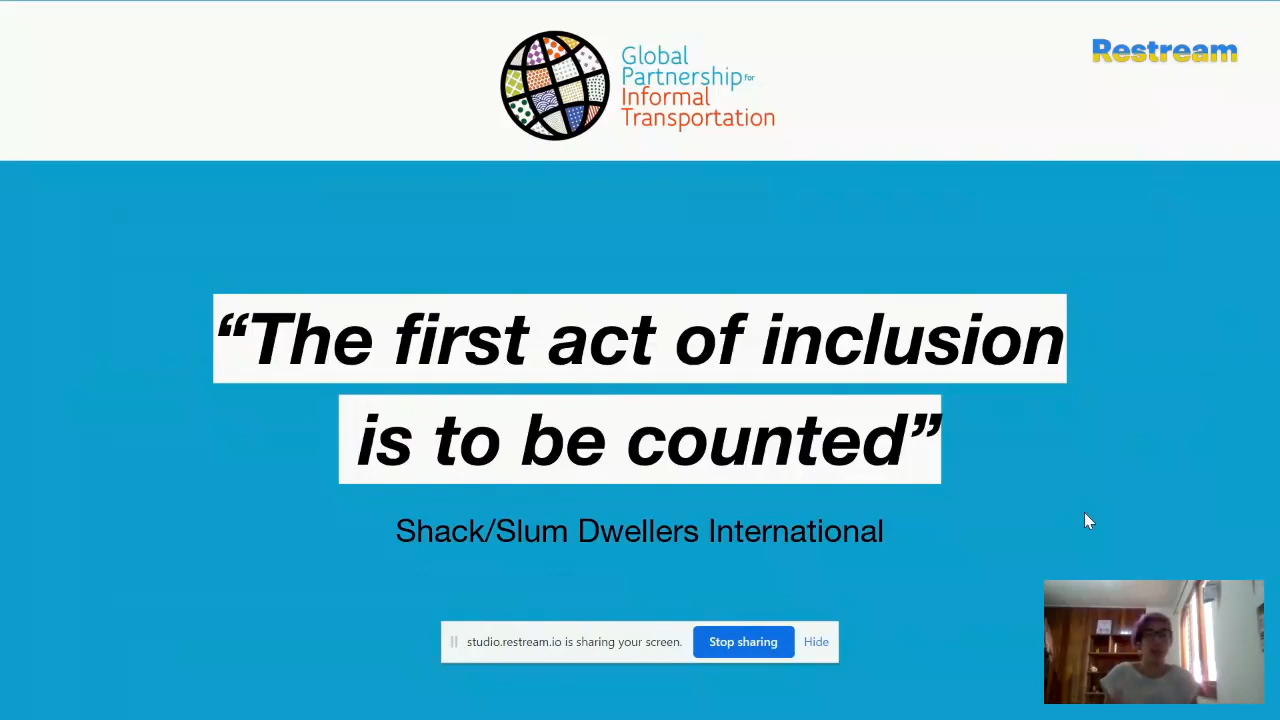 Global
Partnership for
Informal
Transportation
Restream
“The first act of inclusion
is to be counted”
Shack/Slum Dwellers International
studio.restream.io is sharing your screen.
Stop sharing
Hide